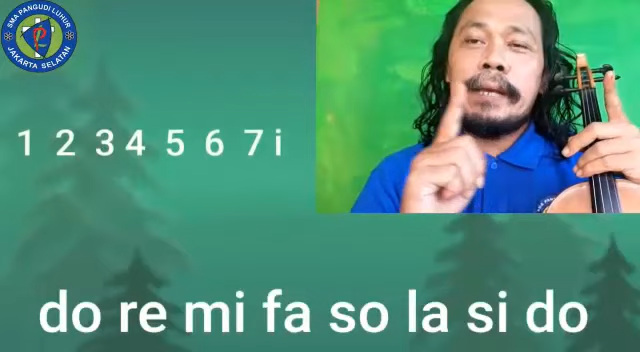 SMA PANGUDI LUHUR
JAKARTA SELATAN
1 2 3 4 5 6 7 i
do re mi fa so la si do